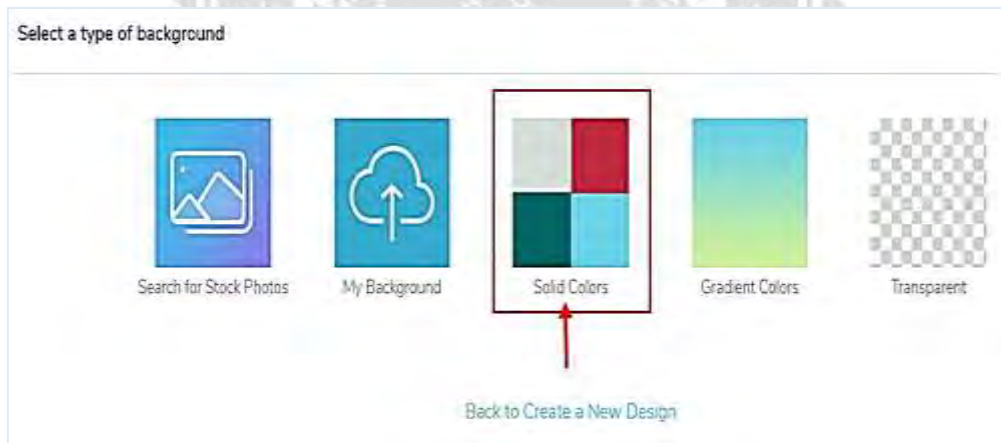 Select a type of background
Search for Stock Photos
My Background
Solid Colors
Gradient Colors
Transparent
Back to Create a New Design